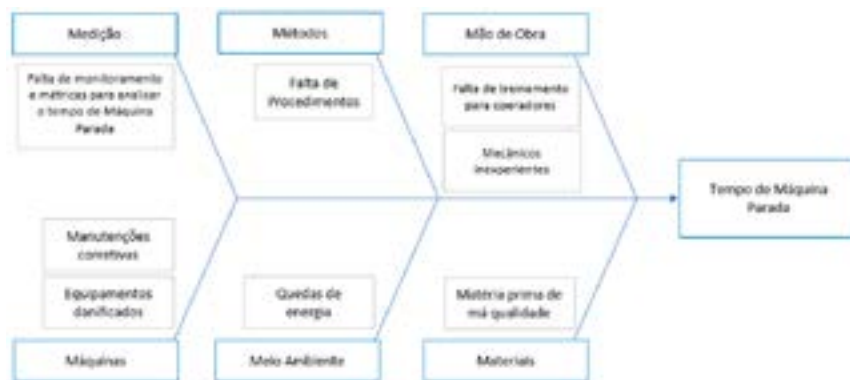 Medição
Métodos
Mão de Obra
Falta de monitoramento
e métricas para analisar
o tempo de Máquina
Parada
Falta de
Procedimentos
Falta de treinamento
para operadores
Mecânicos
inexperientes
Tempo de Máquina
Parada
Manutenções
corretivas
Equipamentos
danificados
Quedas de
energia
Matéria prima de
má qualidade
Máquinas
Meio Ambiente
Materiais